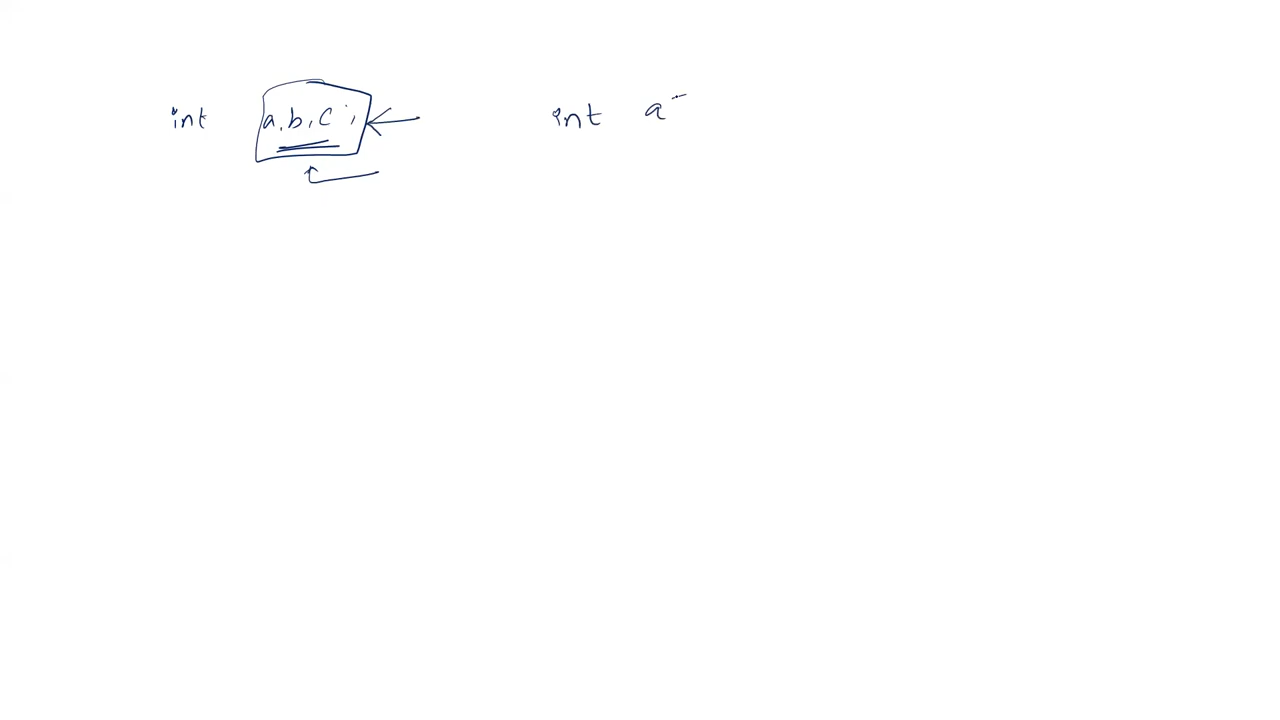 int a,b,c; int a